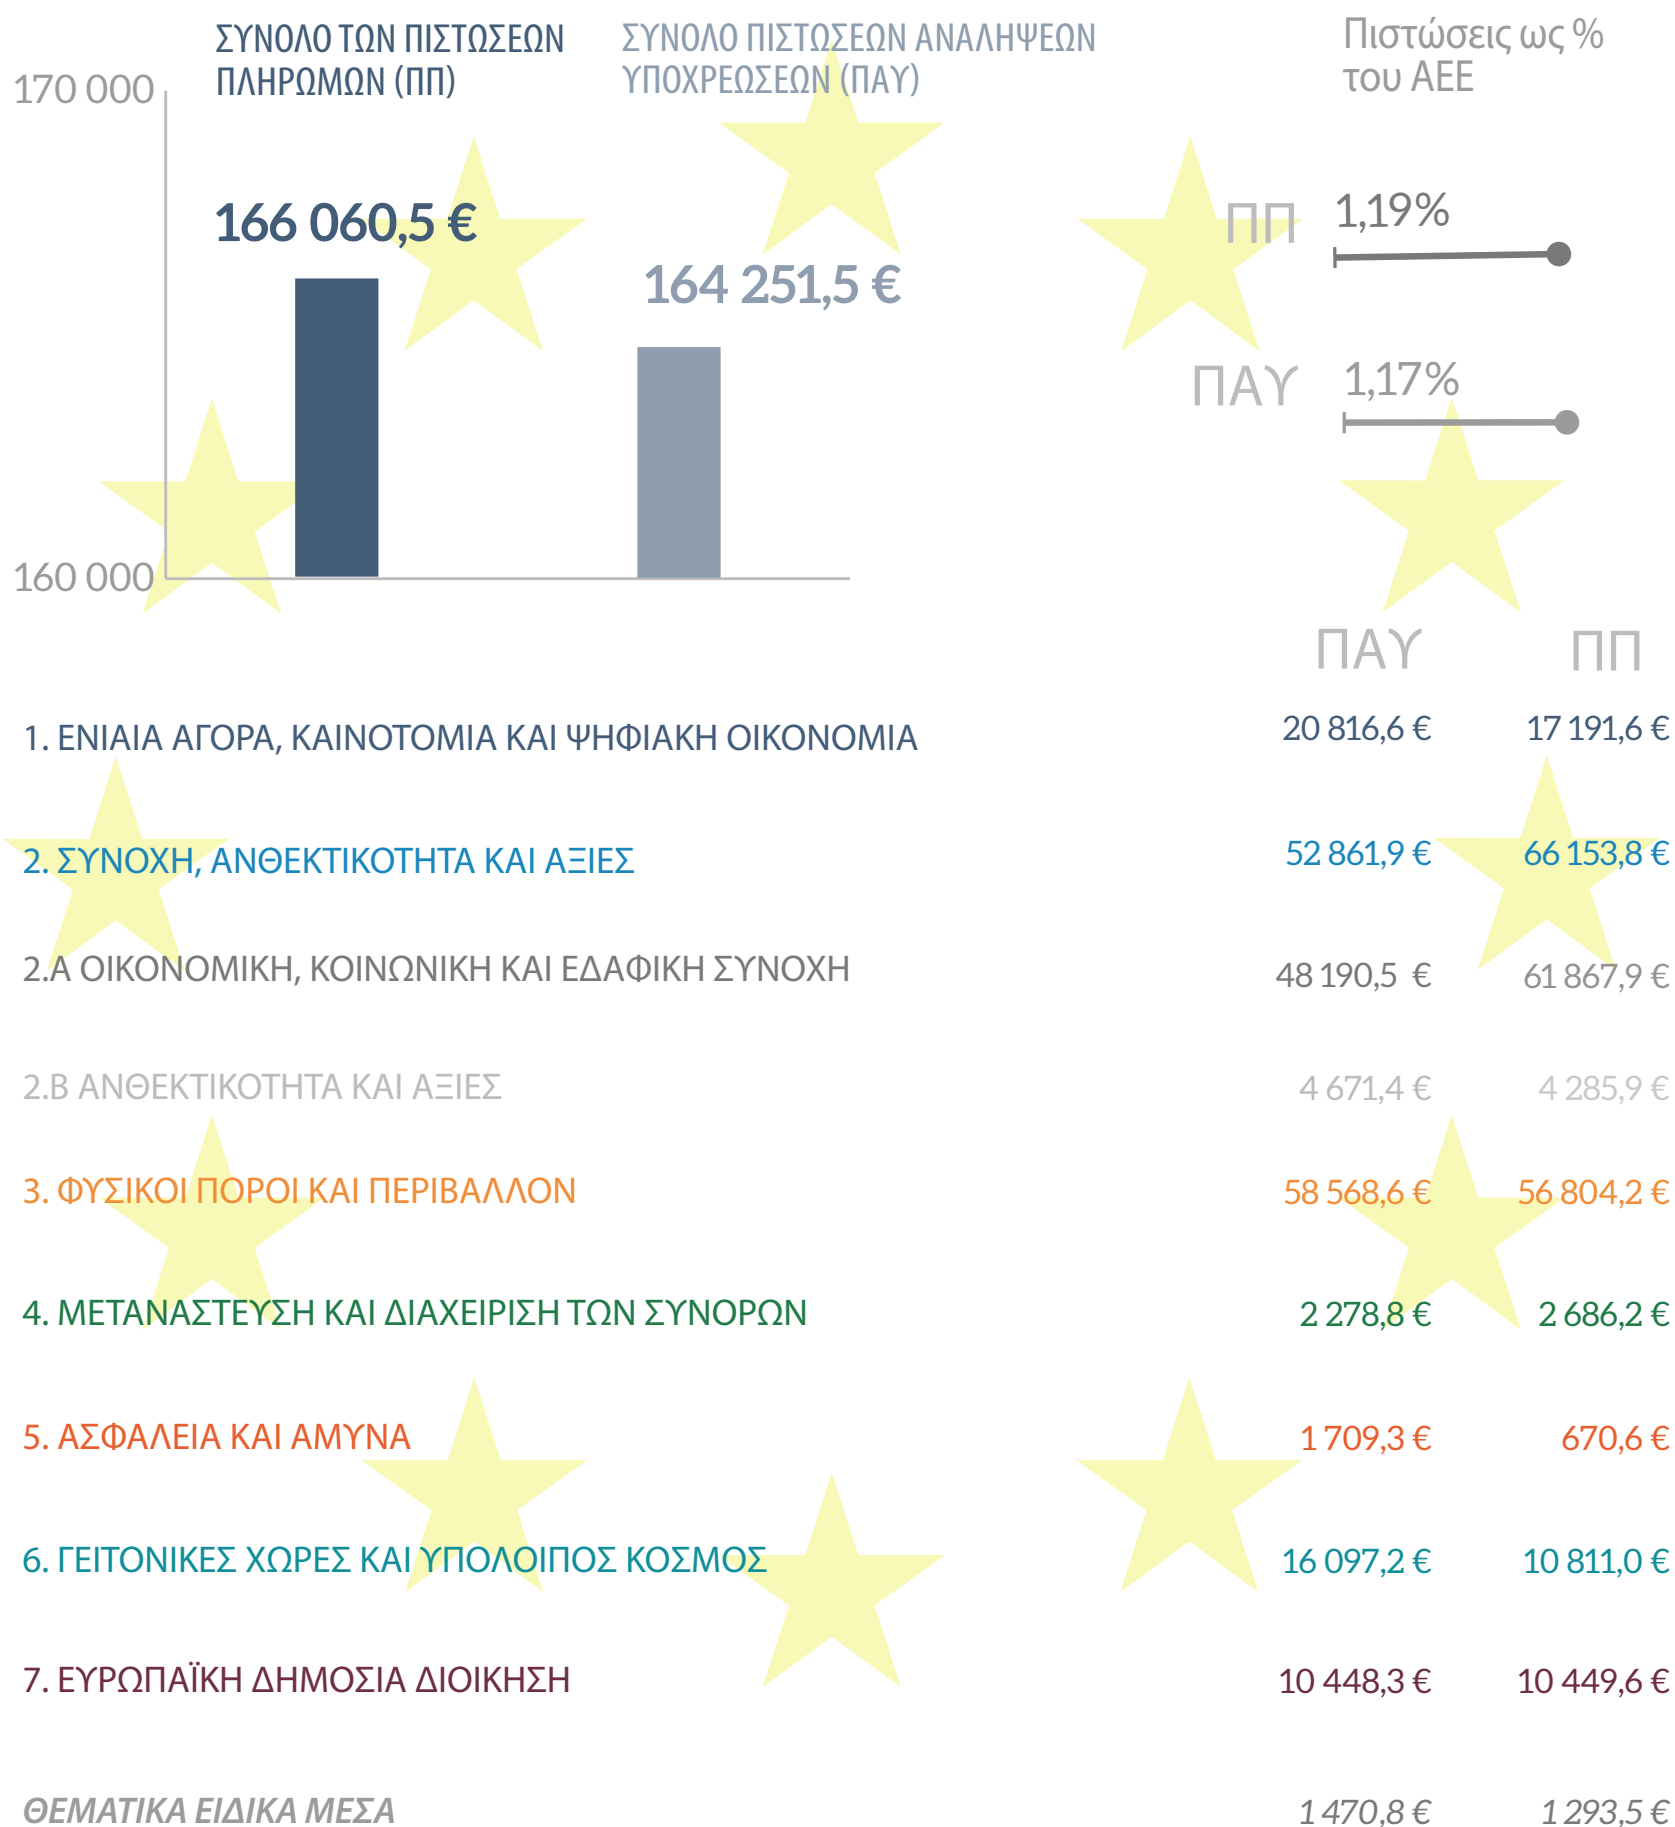 ΣΥΝΟΛΟ ΤΩΝ ΠΙΣΤΩΣΕΩΝ
ΠΛΗΡΩΜΩΝ (ΠΠ)
ΣΥΝΟΛΟ ΠΙΣΤΩΣΕΩΝ ΑΝΑΛΗΨΕΩΝ
ΥΠΟΧΡΕΩΣΕΩΝ (ΠΑΥ)
Πιστώσεις ως %
του ΑΕΕ
170 000
166 060,5 €
164 251,5 €
160 000
ΠΠ 1,19%
ΠΑΥ 1,17%
ΠΑΥ ΠΠ
1. ΕΝΙΑΙΑ ΑΓΟΡΑ, ΚΑΙΝΟΤΟΜΙΑ ΚΑΙ ΨΗΦΙΑΚΗ ΟΙΚΟΝΟΜΙΑ 20 816,6 € 17 191,6 €
2. ΣΥΝΟΧΗ, ΑΝΘΕΚΤΙΚΟΤΗΤΑ ΚΑΙ ΑΞΙΕΣ 52 861,9 € 66 153,8 €
2.Α ΟΙΚΟΝΟΜΙΚΗ, ΚΟΙΝΩΝΙΚΗ ΚΑΙ ΕΔΑΦΙΚΗ ΣΥΝΟΧΗ 48 190,5 € 61 867,9 €
2.Β ΑΝΘΕΚΤΙΚΟΤΗΤΑ ΚΑΙ ΑΞΙΕΣ 4 671,4 € 4 285,9 €
3. ΦΥΣΙΚΟΙ ΠΟΡΟΙ ΚΑΙ ΠΕΡΙΒΑΛΛΟΝ 58 568,6 € 56 804,2 €
4. ΜΕΤΑΝΑΣΤΕΥΣΗ ΚΑΙ ΔΙΑΧΕΙΡΙΣΗ ΤΩΝ ΣΥΝΟΡΩΝ 2 278,8 € 2 686,2 €
5. ΑΣΦΑΛΕΙΑ ΚΑΙ ΑΜΥΝΑ 1 709,3 € 670,6 €
6. ΓΕΙΤΟΝΙΚΕΣ ΧΩΡΕΣ ΚΑΙ ΥΠΟΛΟΙΠΟΣ ΚΟΣΜΟΣ 16 097,2 € 10 811,0 €
7. ΕΥΡΩΠΑΪΚΗ ΔΗΜΟΣΙΑ ΔΙΟΙΚΗΣΗ 10 448,3 € 10 449,6 €
ΘΕΜΑΤΙΚΑ ΕΙΔΙΚΑ ΜΕΣΑ 1 470,8 € 1 293,5 €